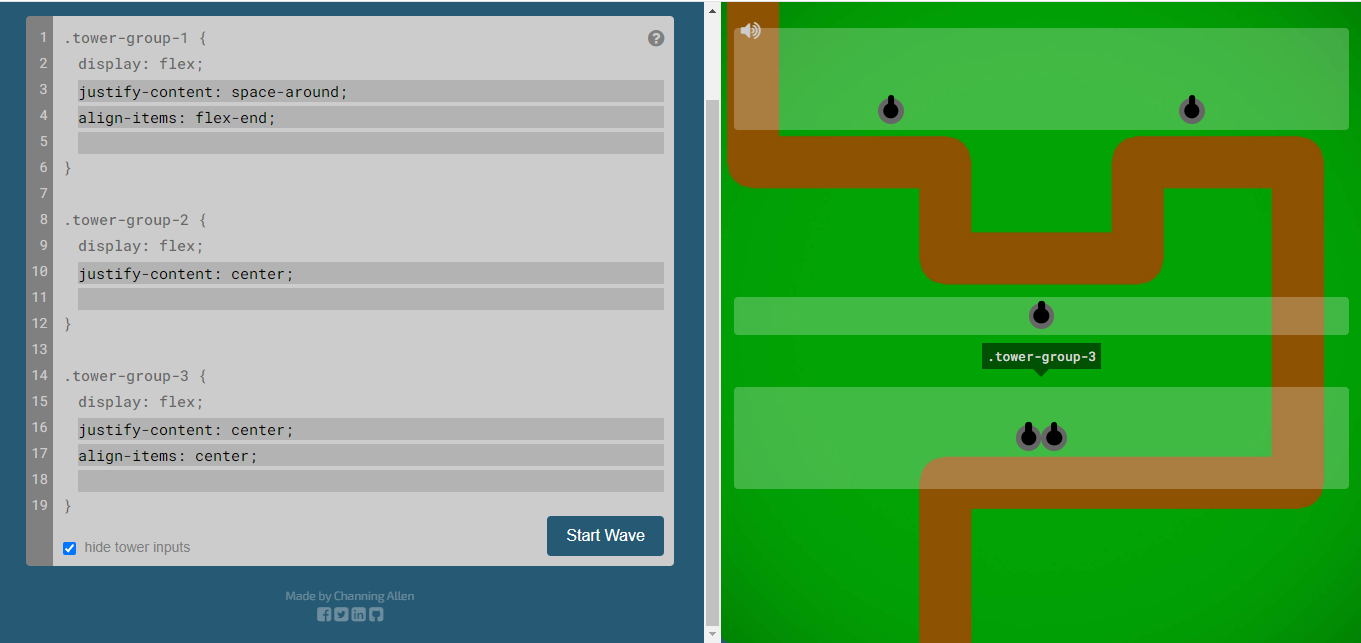 1 .tower-group-1 {
2 display: flex;
3 justify-content: space-around;
4 align-items: flex-end;
5
6 }
7
8 .tower-group-2 {
9 display: flex;
10 justify-content: center;
11
12 }
13
14 .tower-group-3 {
15 display: flex;
16 justify-content: center;
17 align-items: center;
18
19 }
?
hide tower inputs
Start Wave
Made by Channing Allen
.tower-group-3